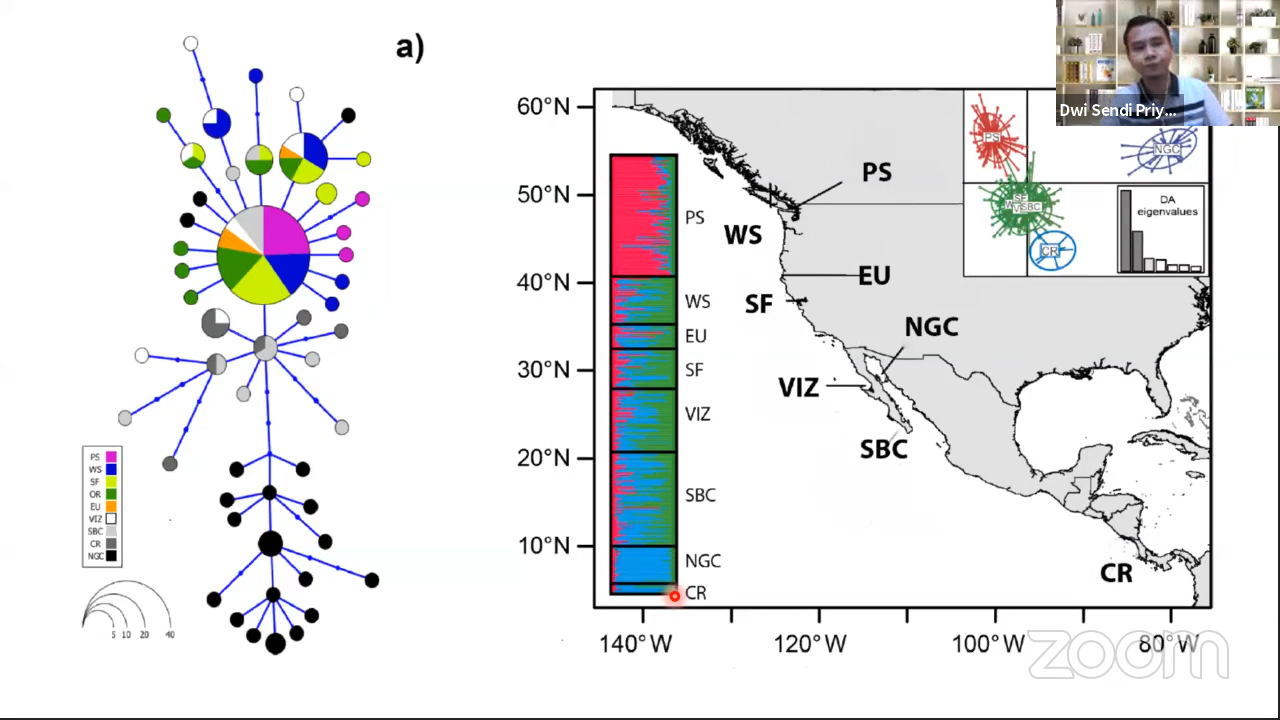 a)
PS
WS
SF
OR
EU
VIZ
SBC
CR
NGC
5 10 20 40
60°N
50°N
40°N
30°N
20°N
10°N
140°W
120°W
100°W
80°W
PS
WS
EU
SF
VIZ
SBC
NGC
CR
PS
WS
EU
SF
NGC
VIZ
SBC
CR
PS
NGC
SF
SBC
CR
DA
eigenvalues
Dwi Sendi Priy...
zoom